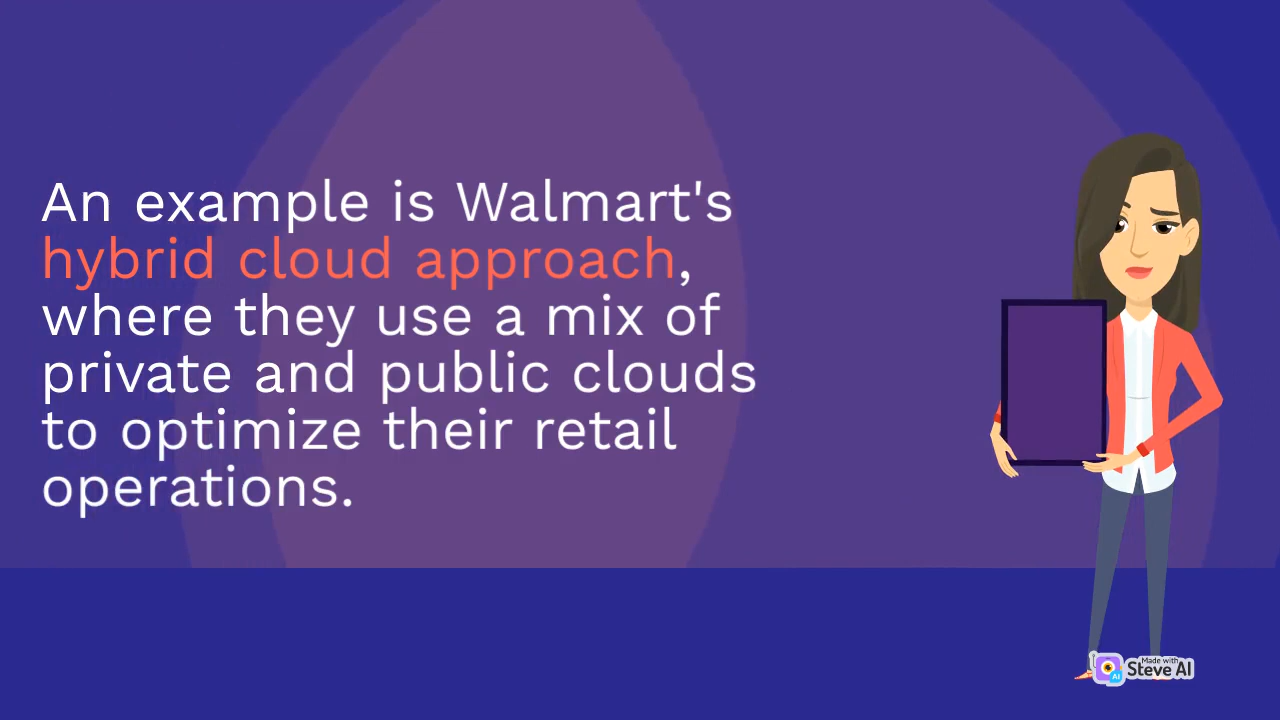 An example is Walmart's
hybrid cloud approach,
where they use a mix of
private and public clouds
to optimize their retail
operations.
Made with
Steve AI
AI